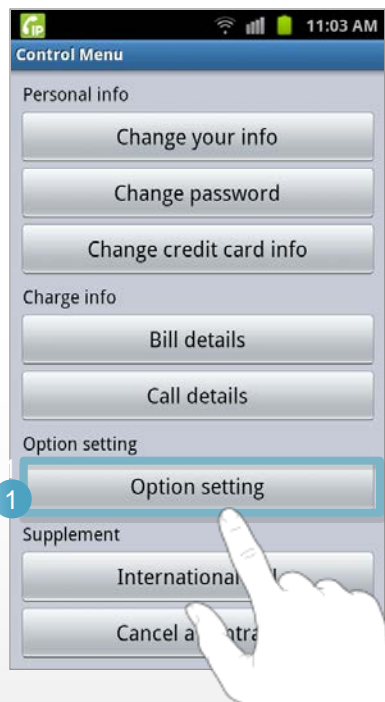 iP
11:03 AM
Control Menu
Personal info
Change your info
Change password
Change credit card info
Charge info
Bill details
Call details
Option setting
Option setting
1
Supplement
International
Cancel a